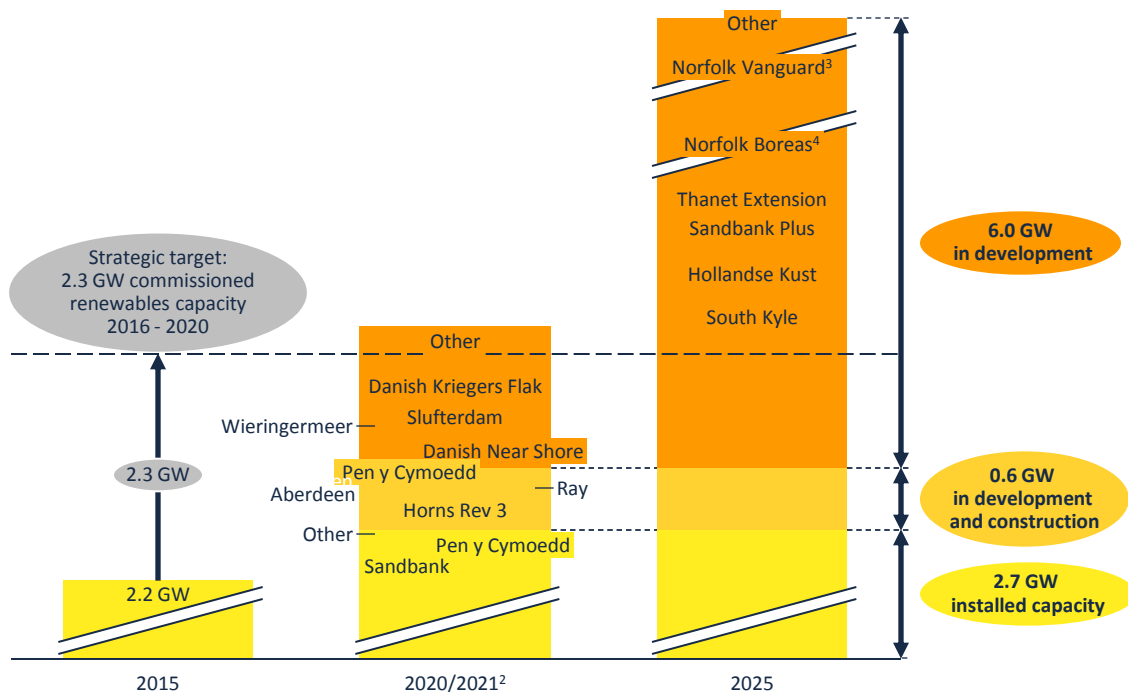 Other
Norfolk Vanguard³
Norfolk Boreas⁴
Thanet Extension
Sandbank Plus
Hollandse Kust
South Kyle
6.0 GW
in development
Strategic target:
2.3 GW commissioned
renewables capacity
2016 - 2020
Other
Danish Kriegers Flak
Slufterdam
Wieringermeer
Danish Near Shore
Pen y Cymoedd
2.3 GW
Aberdeen
Ray
Horns Rev 3
0.6 GW
in development
and construction
Other
Pen y Cymoedd
Sandbank
2.2 GW
2.7 GW
installed capacity
2015
2020/2021²
2025